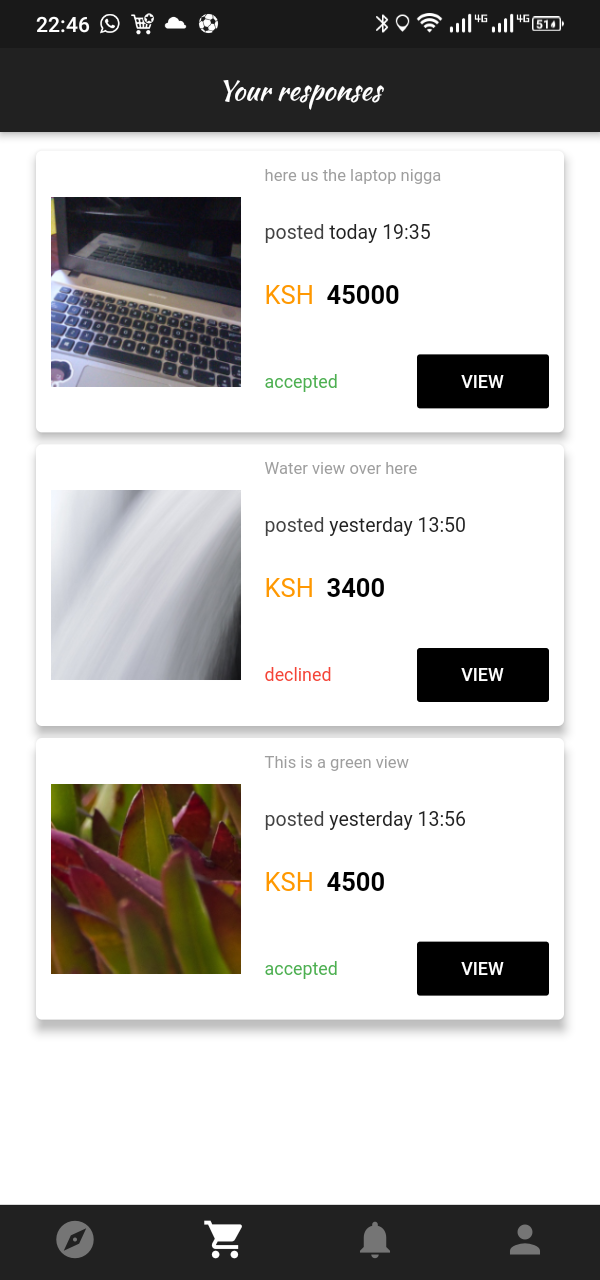 22:46 4G 4G 51
Your responses
here us the laptop nigga
posted today 19:35
KSH 45000
accepted VIEW
Water view over here
posted yesterday 13:50
KSH 3400
declined VIEW
This is a green view
posted yesterday 13:56
KSH 4500
accepted VIEW